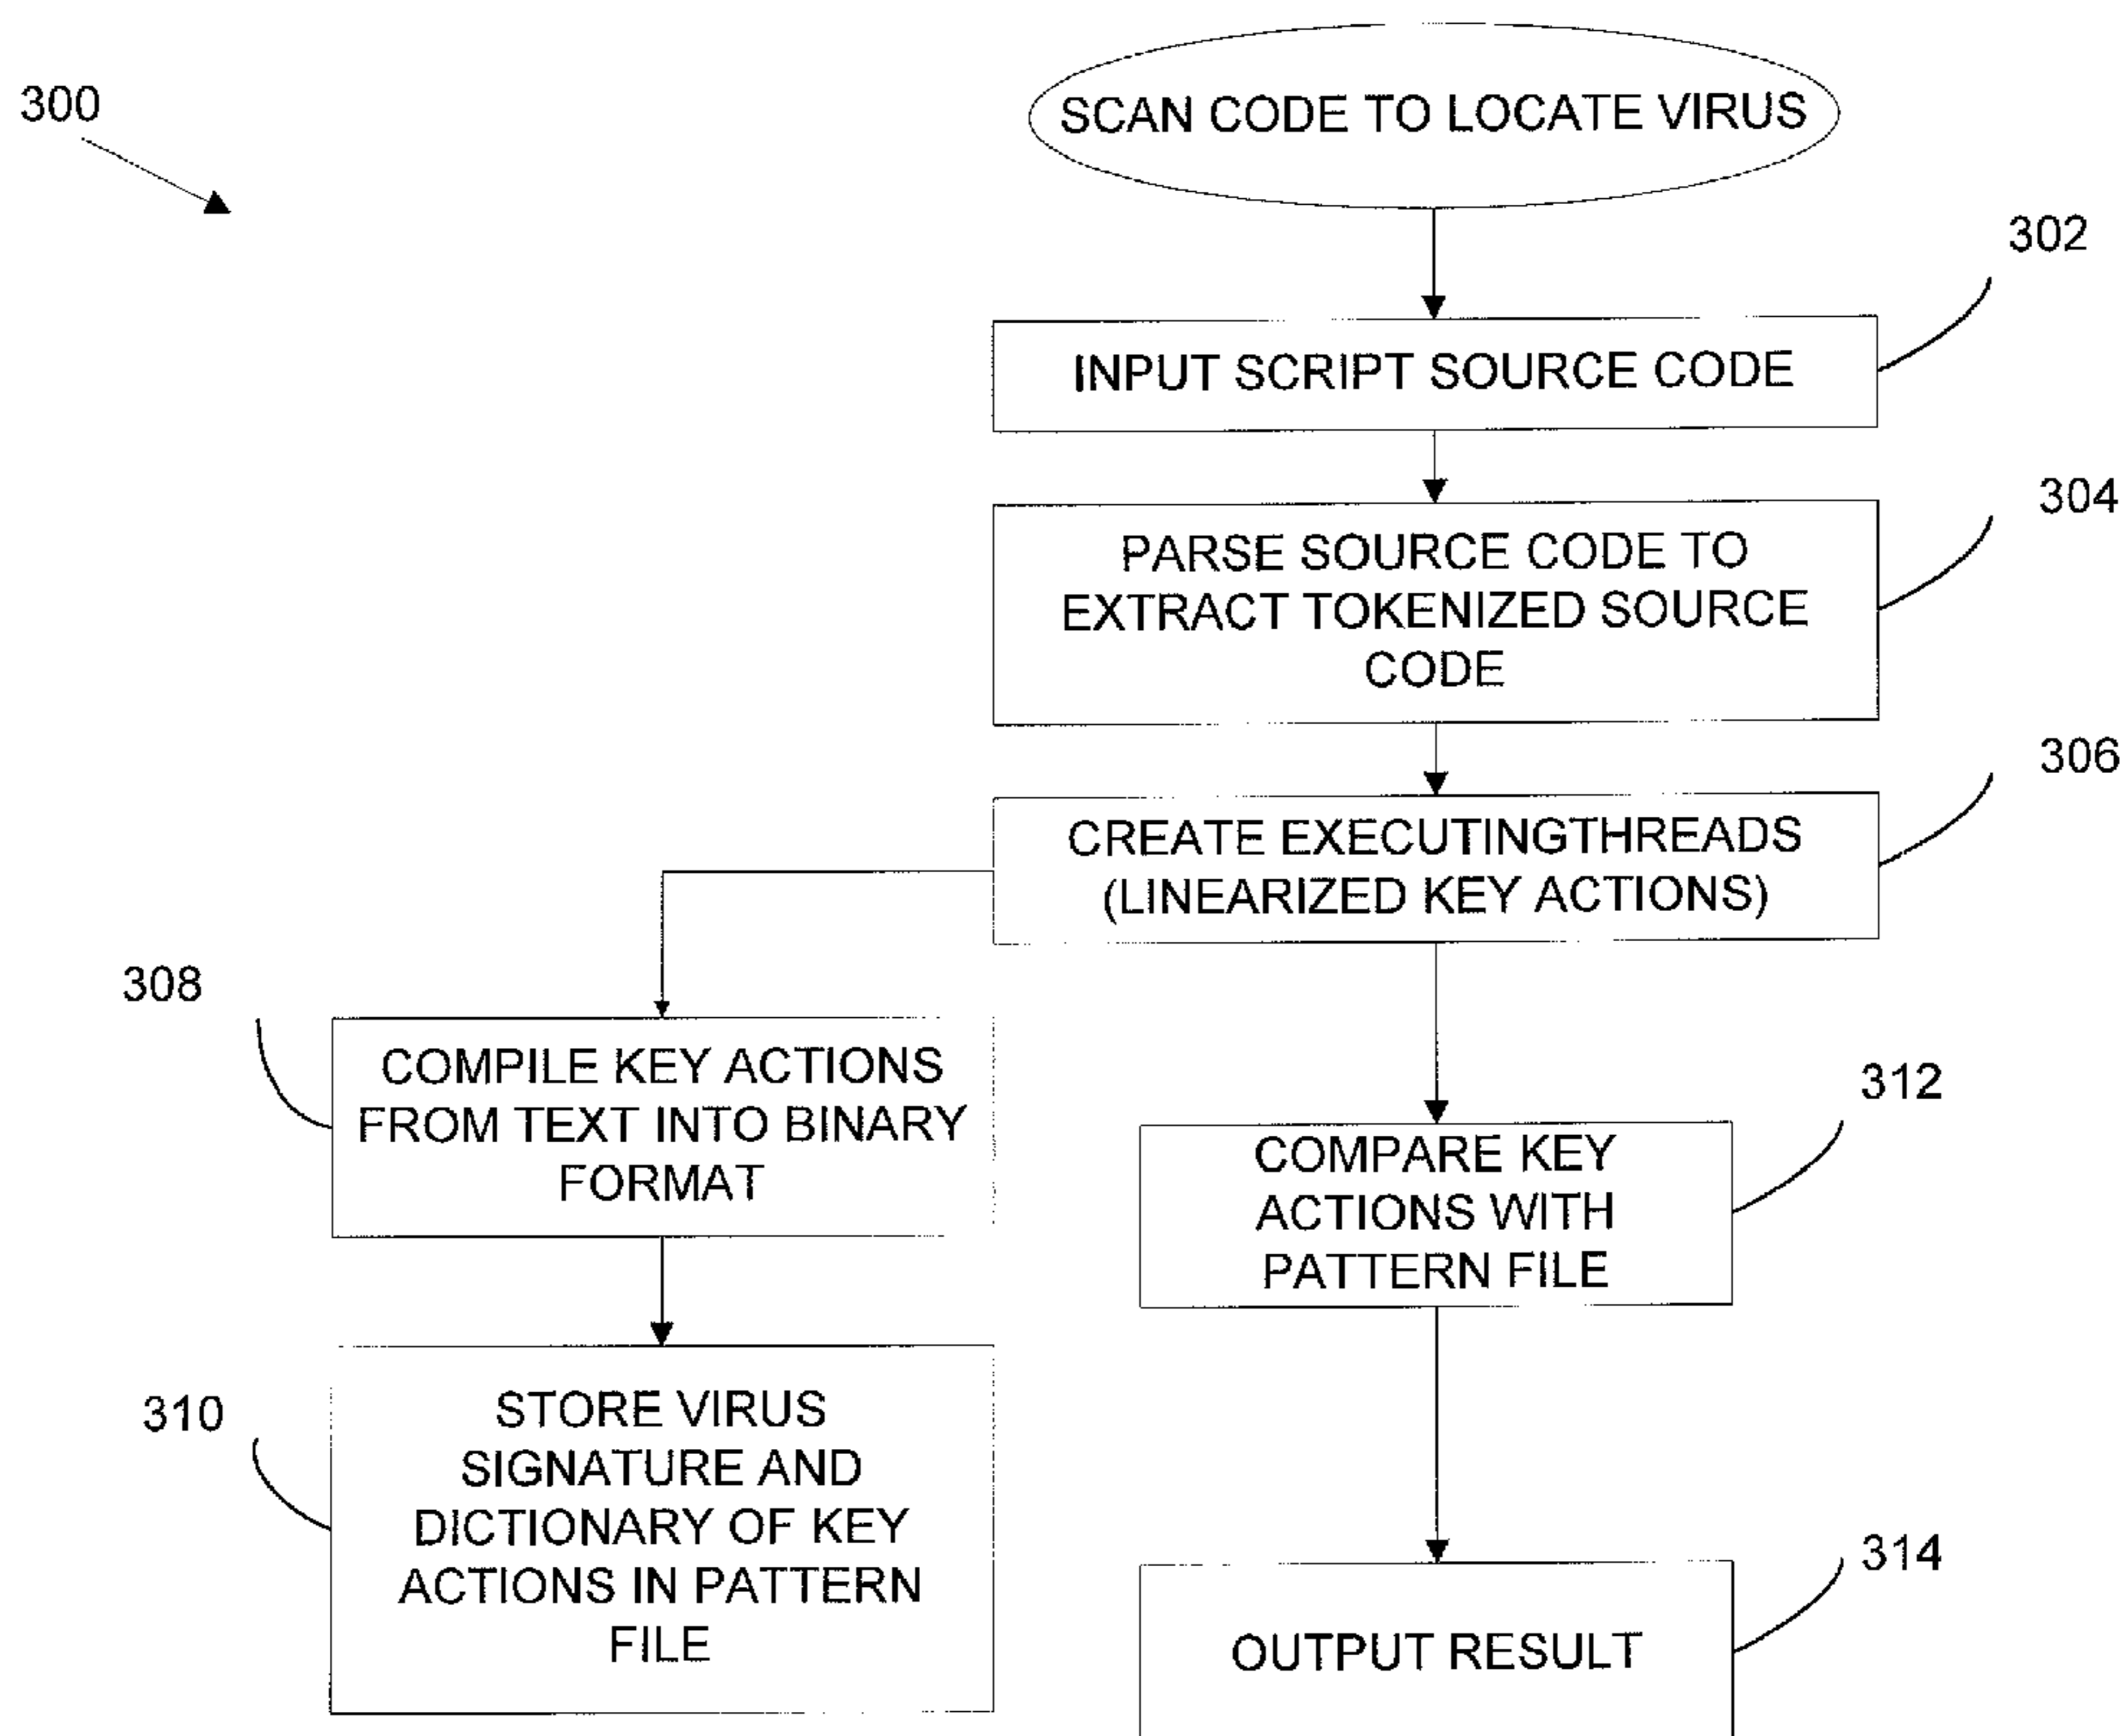 300
SCAN CODE TO LOCATE VIRUS
302
INPUT SCRIPT SOURCE CODE
304
PARSE SOURCE CODE TO
EXTRACT TOKENIZED SOURCE
CODE
306
CREATE EXECUTINGTHREADS
(LINEARIZED KEY ACTIONS)
308
COMPILE KEY ACTIONS
FROM TEXT INTO BINARY
FORMAT
312
COMPARE KEY
ACTIONS WITH
PATTERN FILE
310
STORE VIRUS
SIGNATURE AND
DICTIONARY OF KEY
ACTIONS IN PATTERN
FILE
314
OUTPUT RESULT